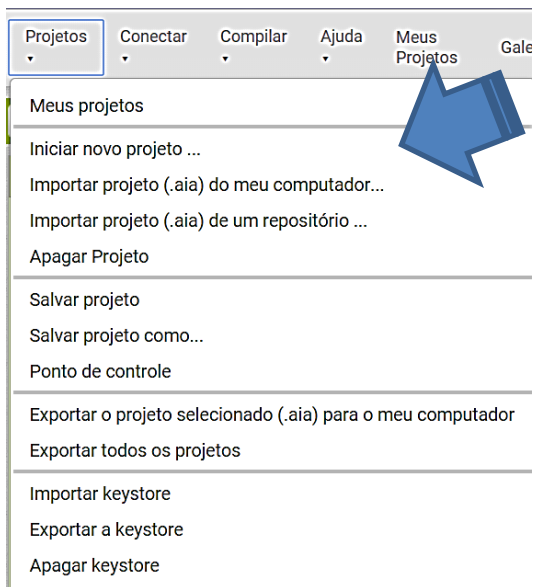 Projetos Conectar Compilar Ajuda Meus Projetos Gale
Meus projetos
Iniciar novo projeto ...
Importar projeto (.aia) do meu computador...
Importar projeto (.aia) de um repositório ...
Apagar Projeto
Salvar projeto
Salvar projeto como...
Ponto de controle
Exportar o projeto selecionado (.aia) para o meu computador
Exportar todos os projetos
Importar keystore
Exportar a keystore
Apagar keystore